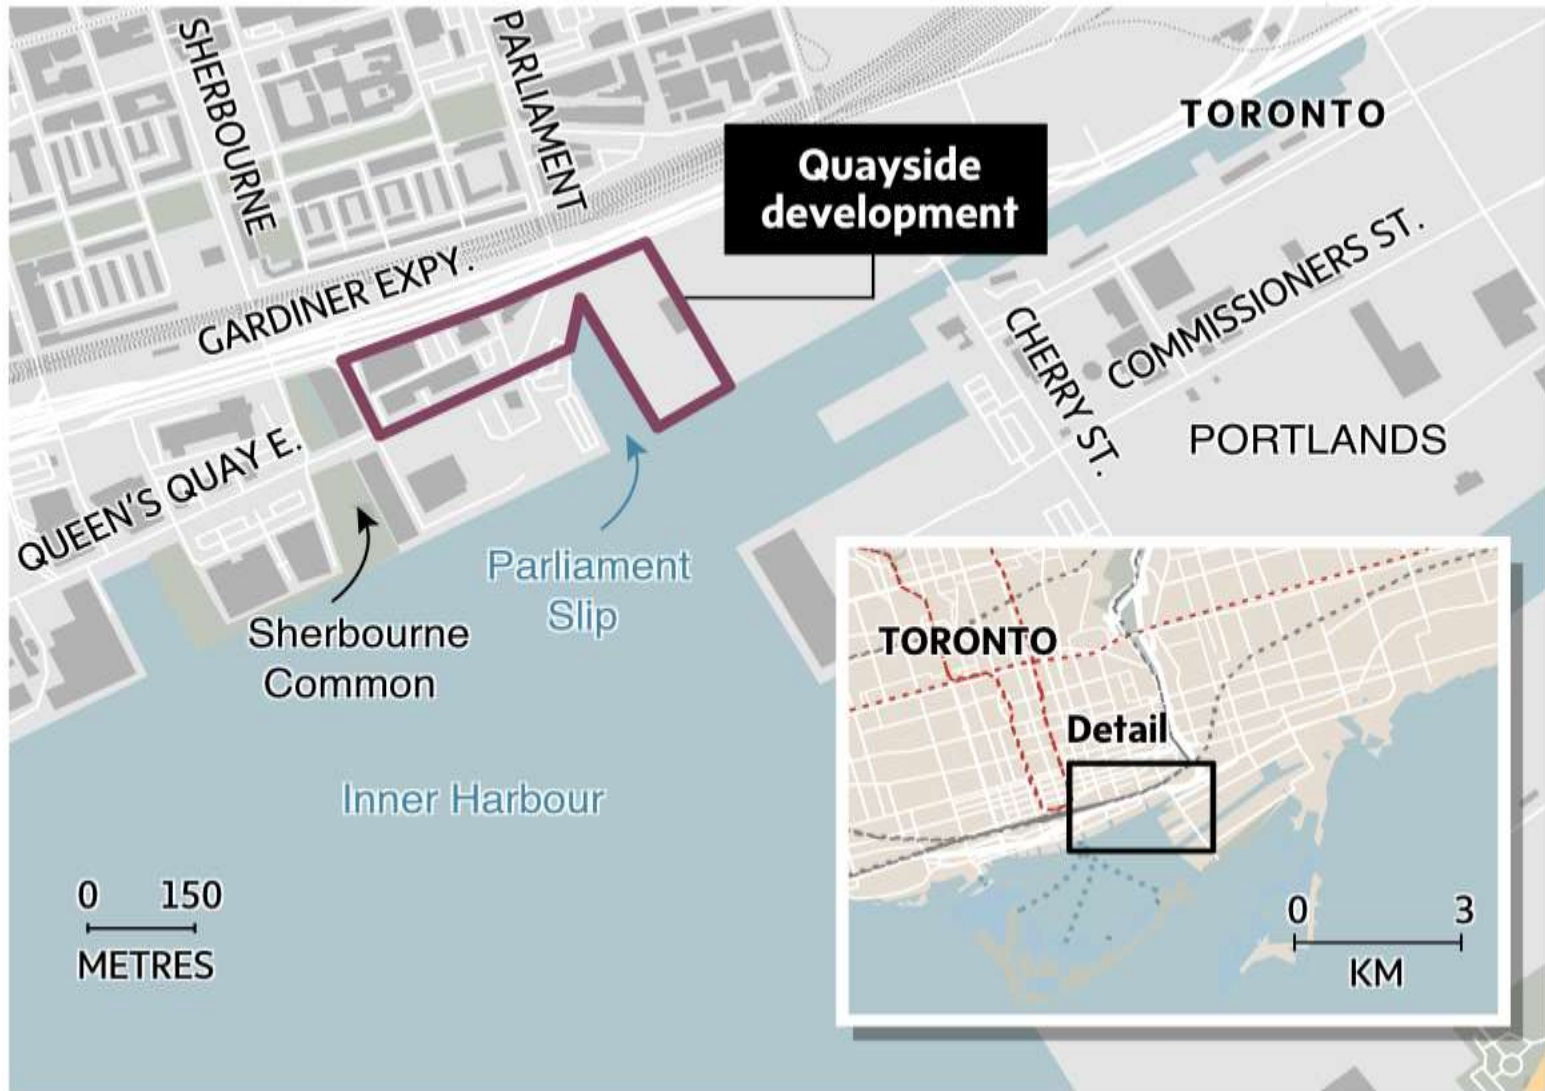 SHERBOURNE
PARLIAMENT
TORONTO
Quayside
development
GARDINER EXPY.
COMMISSIONERS ST.
CHERRY ST.
PORTLANDS
QUEEN'S QUAY E.
Parliament
Slip
Sherbourne
Common
Inner Harbour
0 150
METRES
TORONTO
Detail
0 3
KM